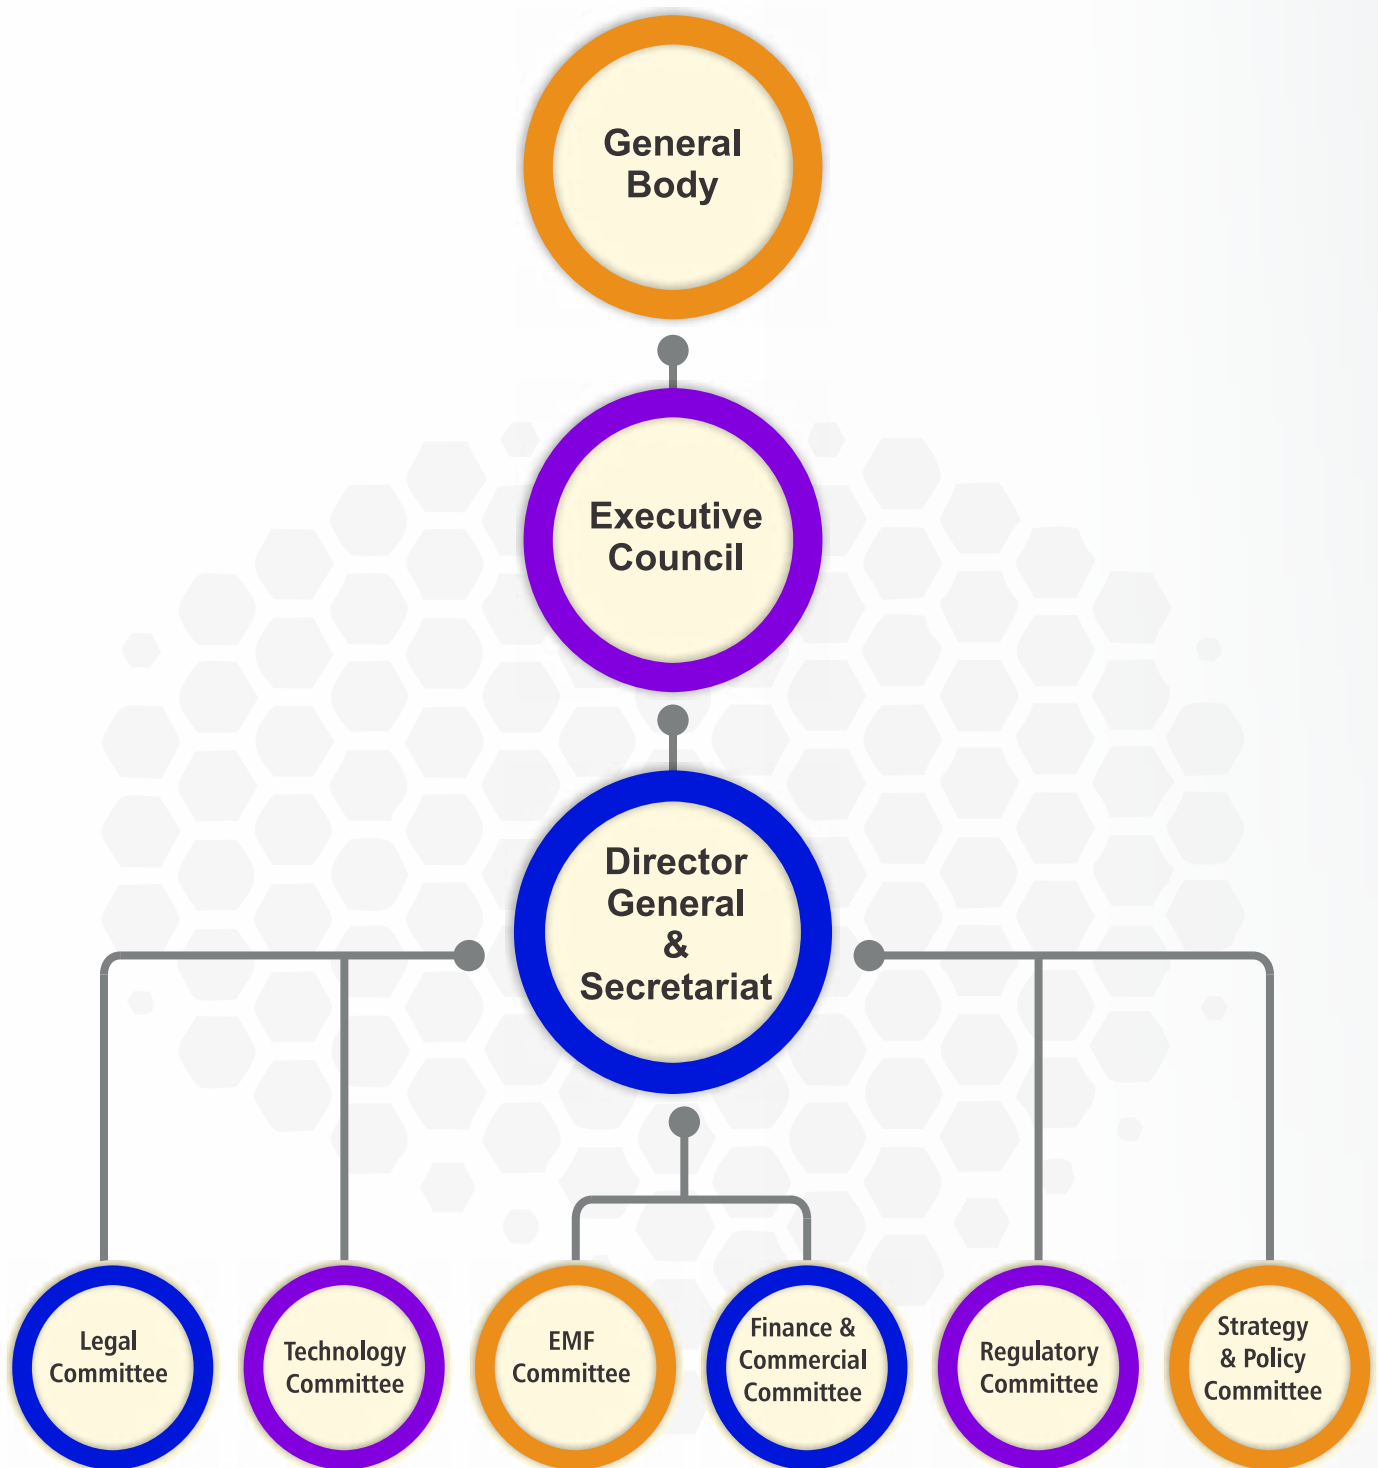 General
Body
Executive
Council
Director
General
&
Secretariat
Legal
Committee
Technology
Committee
EMF
Committee
Finance &
Commercial
Committee
Regulatory
Committee
Strategy
& Policy
Committee